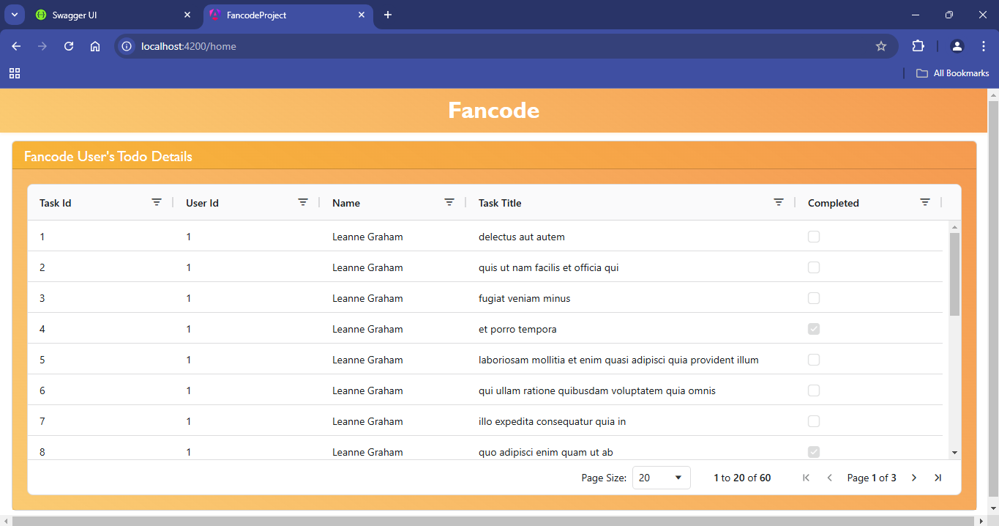 Swagger UI
FancodeProject
localhost:4200/home
All Bookmarks
Fancode
Fancode User's Todo Details
Task Id User Id Name Task Title Completed
1 1 Leanne Graham delectus aut autem
2 1 Leanne Graham quis ut nam facilis et officia qui
3 1 Leanne Graham fugiat veniam minus
4 1 Leanne Graham et porro tempora
5 1 Leanne Graham laboriosam mollitia et enim quasi adipisci quia provident illum
6 1 Leanne Graham qui ullam ratione quibusdam voluptatem quia omnis
7 1 Leanne Graham illo expedita consequatur quia in
8 1 Leanne Graham quo adipisci enim quam ut ab
Page Size: 20 1 to 20 of 60 Page 1 of 3